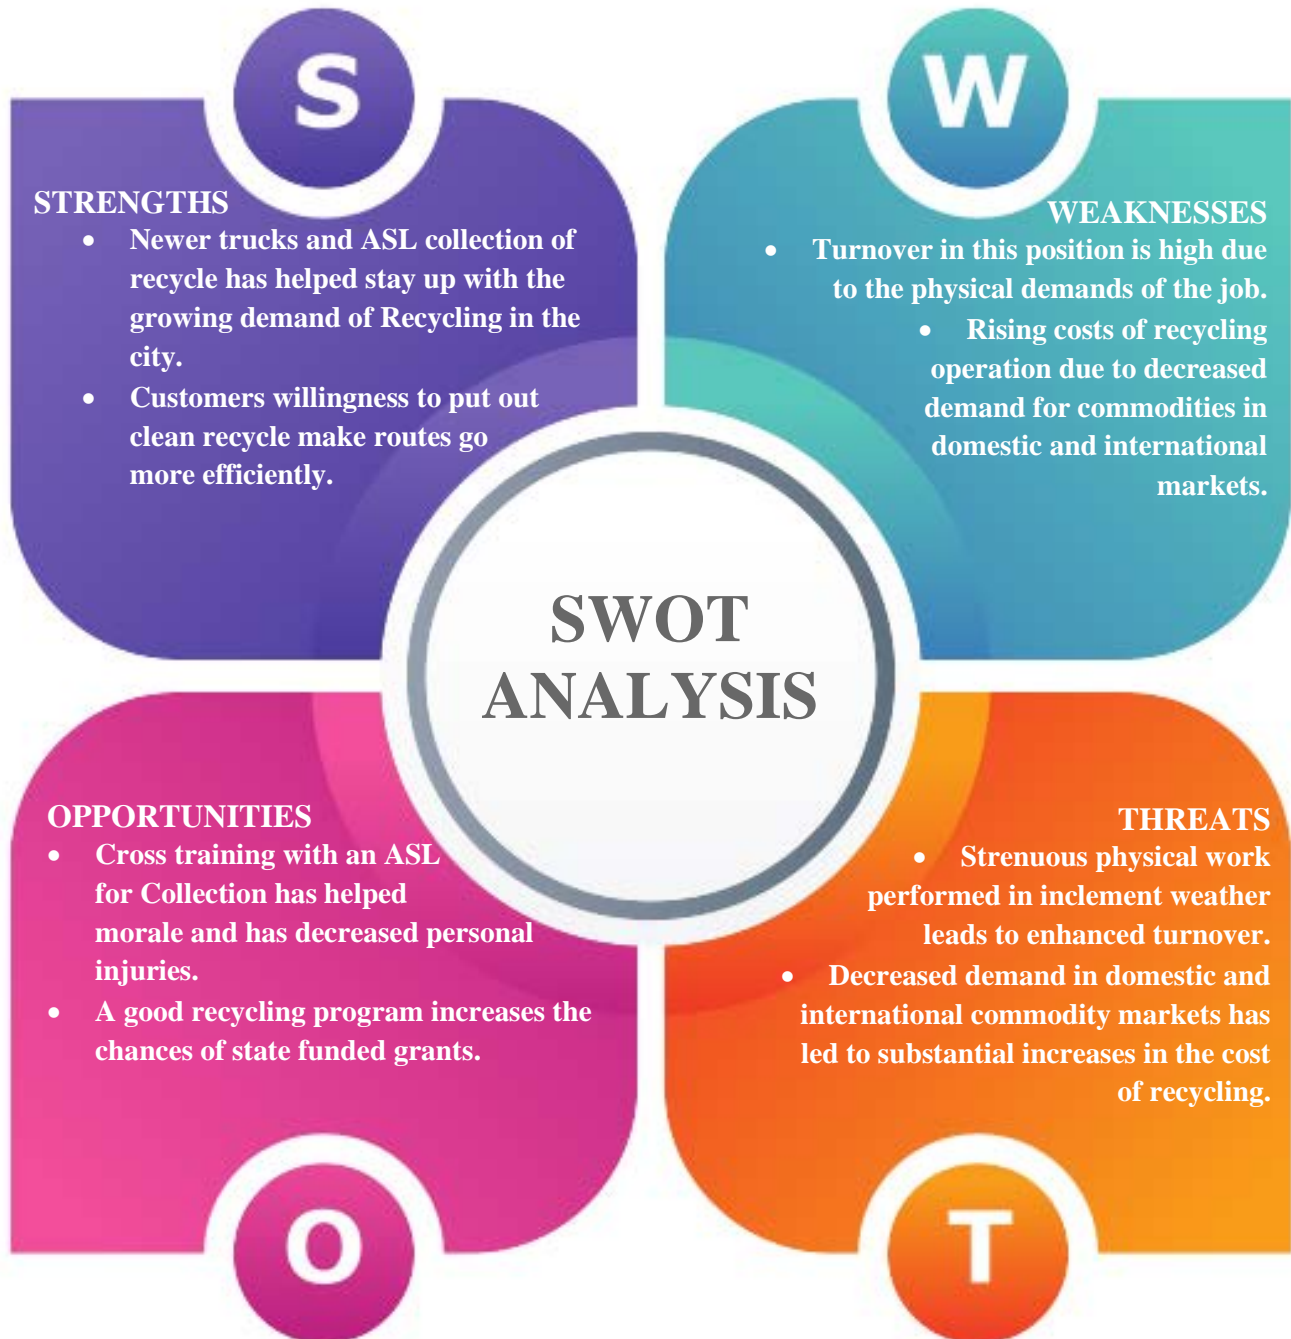 S
STRENGTHS
• Newer trucks and ASL collection of
recycle has helped stay up with the
growing demand of Recycling in the
city.
• Customers willingness to put out
clean recycle make routes go
more efficiently.
W
WEAKNESSES
• Turnover in this position is high due
to the physical demands of the job.
• Rising costs of recycling
operation due to decreased
demand for commodities in
domestic and international
markets.
SWOT
ANALYSIS
OPPORTUNITIES
• Cross training with an ASL
for Collection has helped
morale and has decreased personal
injuries.
• A good recycling program increases the
chances of state funded grants.
O
THREATS
• Strenuous physical work
performed in inclement weather
leads to enhanced turnover.
• Decreased demand in domestic and
international commodity markets has
led to substantial increases in the cost
of recycling.
T